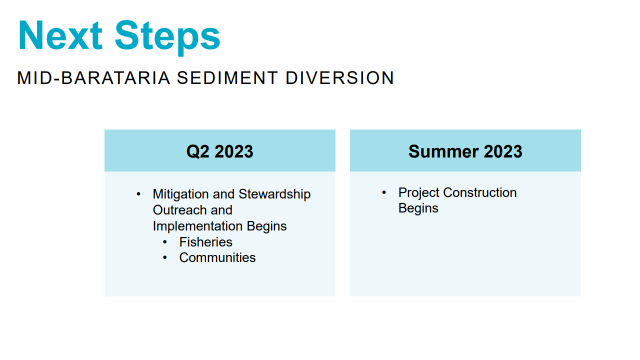 Next Steps
MID-BARATARIA SEDIMENT DIVERSION
Q2 2023
• Mitigation and Stewardship
Outreach and
Implementation Begins
• Fisheries
• Communities
Summer 2023
• Project Construction
Begins